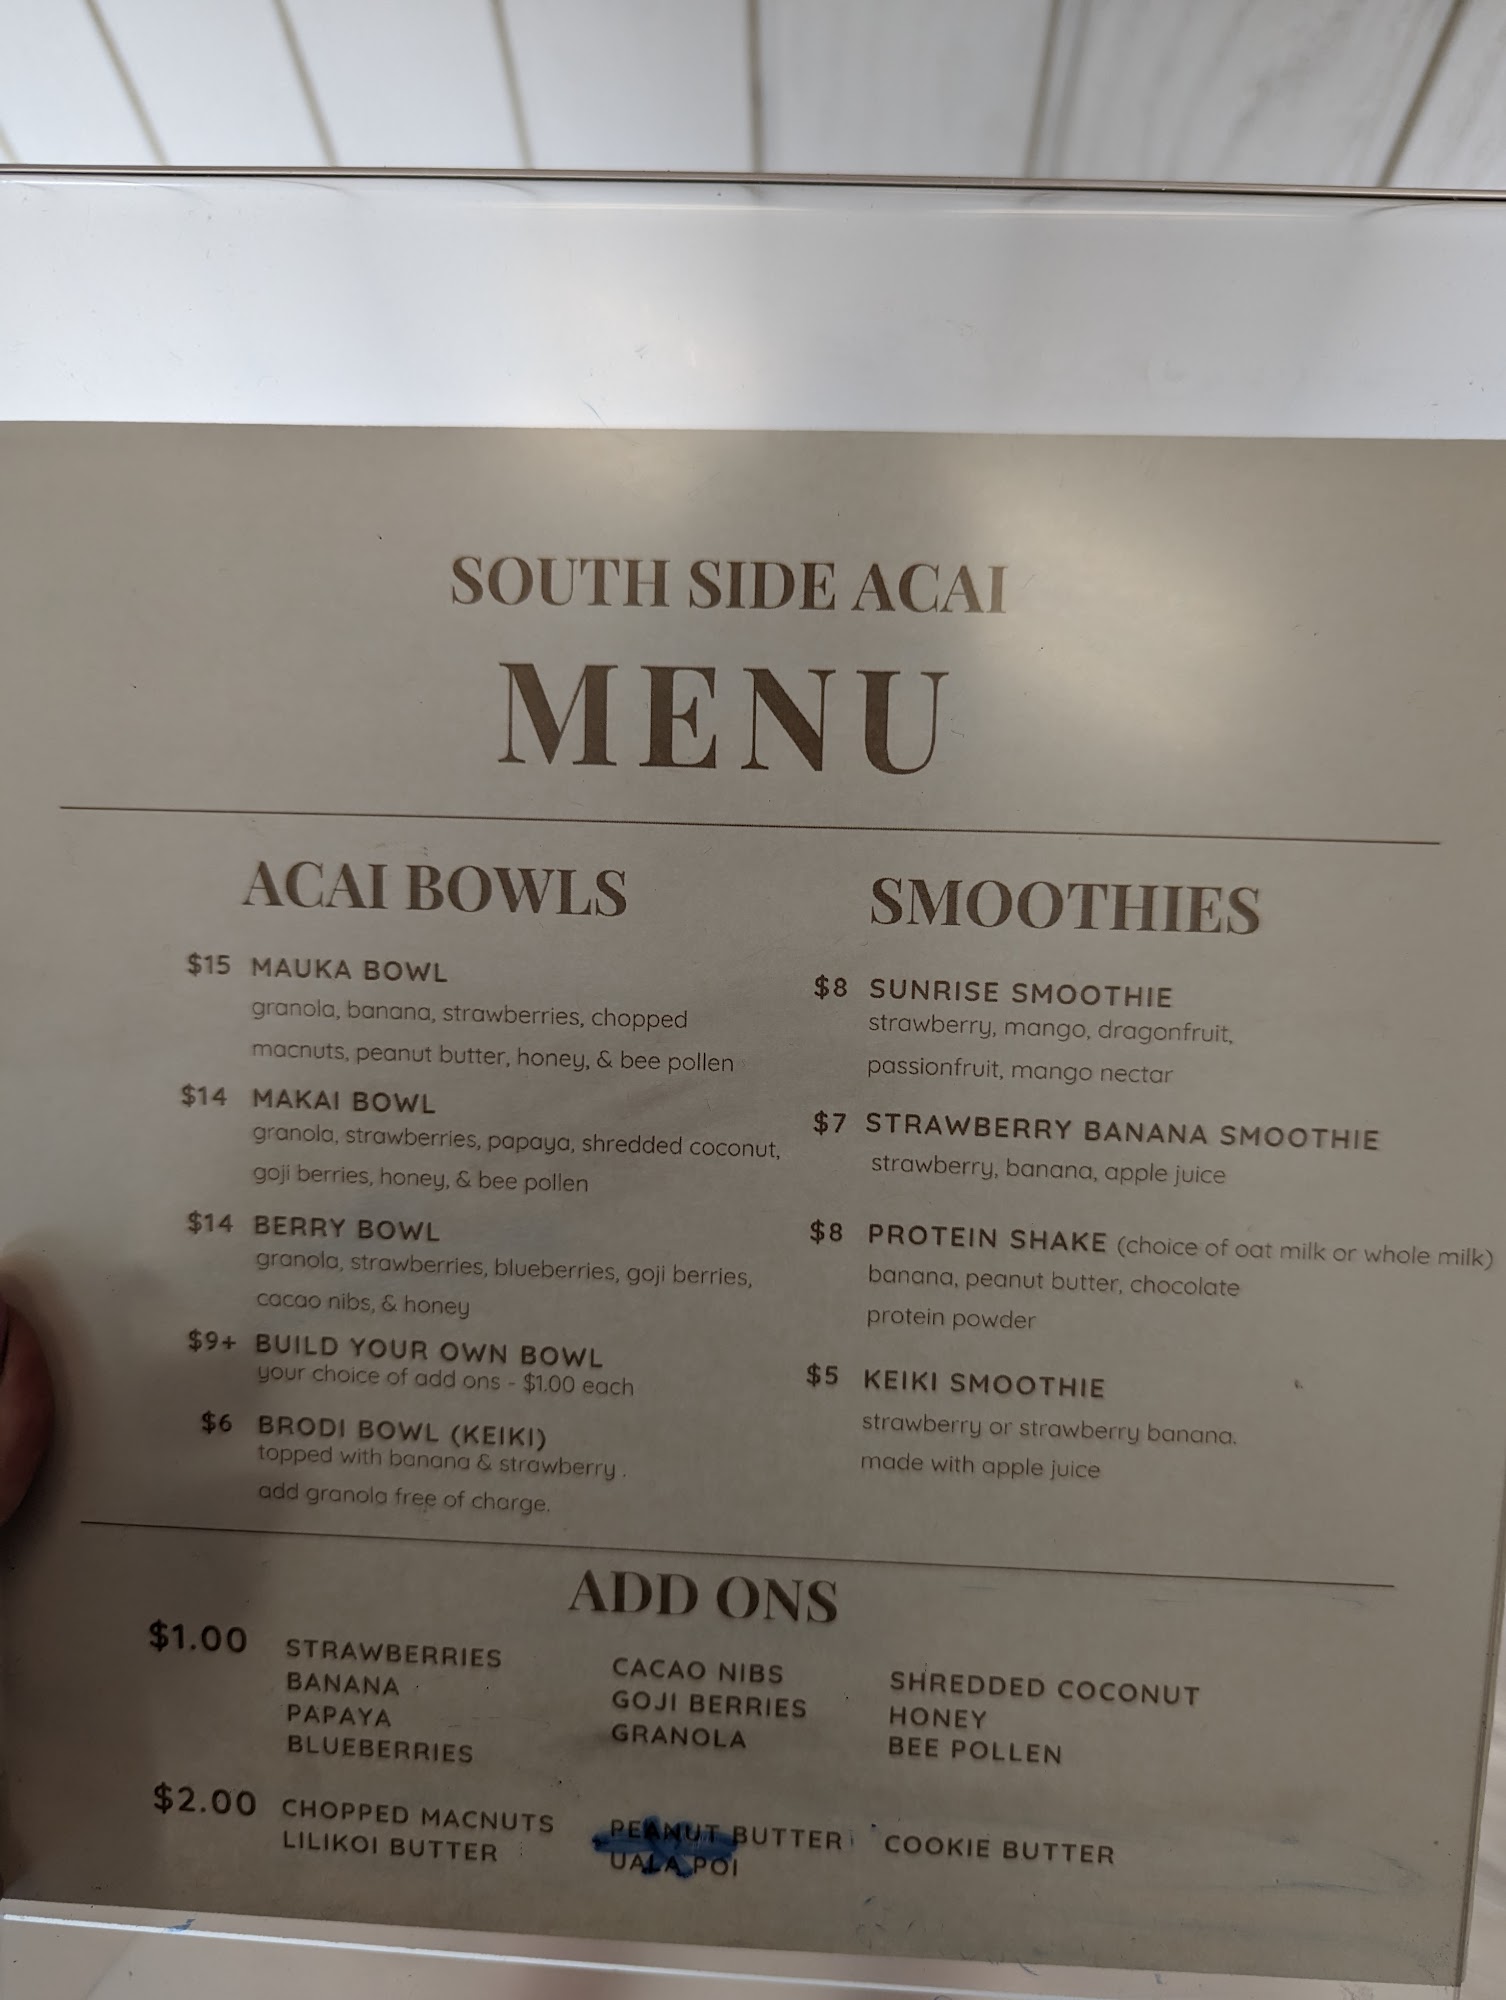 SOUTH SIDE ACAI
MENU
ACAI BOWLS
$15 MAUKA BOWL
granola, banana, strawberries, chopped
macnuts, peanut butter, honey, & bee pollen
$14 MAKAI BOWL
granola, strawberries, papaya, shredded coconut,
goji berries, honey, & bee pollen
$14 BERRY BOWL
granola, strawberries, blueberries, goji berries,
cacao nibs, & honey
$9+ BUILD YOUR OWN BOWL
your choice of add ons - $1.00 each
$6 BRODI BOWL (KEIKI)
topped with banana & strawberry .
add granola free of charge.
SMOOTHIES
$8 SUNRISE SMOOTHIE
strawberry, mango, dragonfruit,
passionfruit, mango nectar
$7 STRAWBERRY BANANA SMOOTHIE
strawberry, banana, apple juice
$8 PROTEIN SHAKE (choice of oat milk or whole milk)
banana, peanut butter, chocolate
protein powder
$5 KEIKI SMOOTHIE
strawberry or strawberry banana.
made with apple juice
ADD ONS
$1.00
STRAWBERRIES
BANANA
PAPAYA
BLUEBERRIES
CACAO NIBS
GOJI BERRIES
GRANOLA
SHREDDED COCONUT
HONEY
BEE POLLEN
$2.00
CHOPPED MACNUTS
LILIKOI BUTTER
PEANUT BUTTER
UALA POI
COOKIE BUTTER